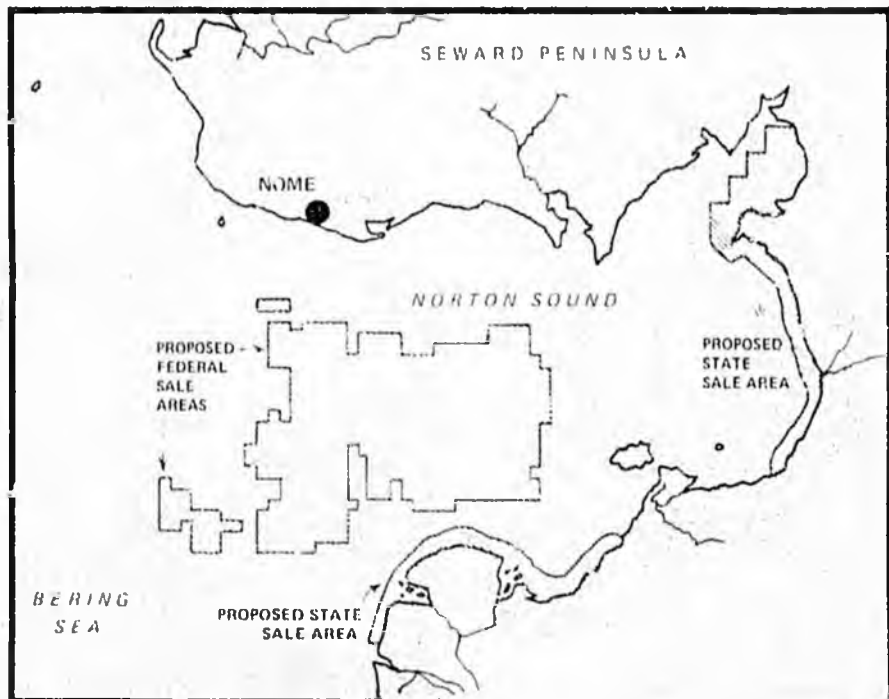 SEWARD PENINSULA
NOME
NORTON SOUND
PROPOSED
FEDERAL
SALE
AREAS
PROPOSED
STATE
SALE AREA
BERING
SEA
PROPOSED STATE
SALE AREA